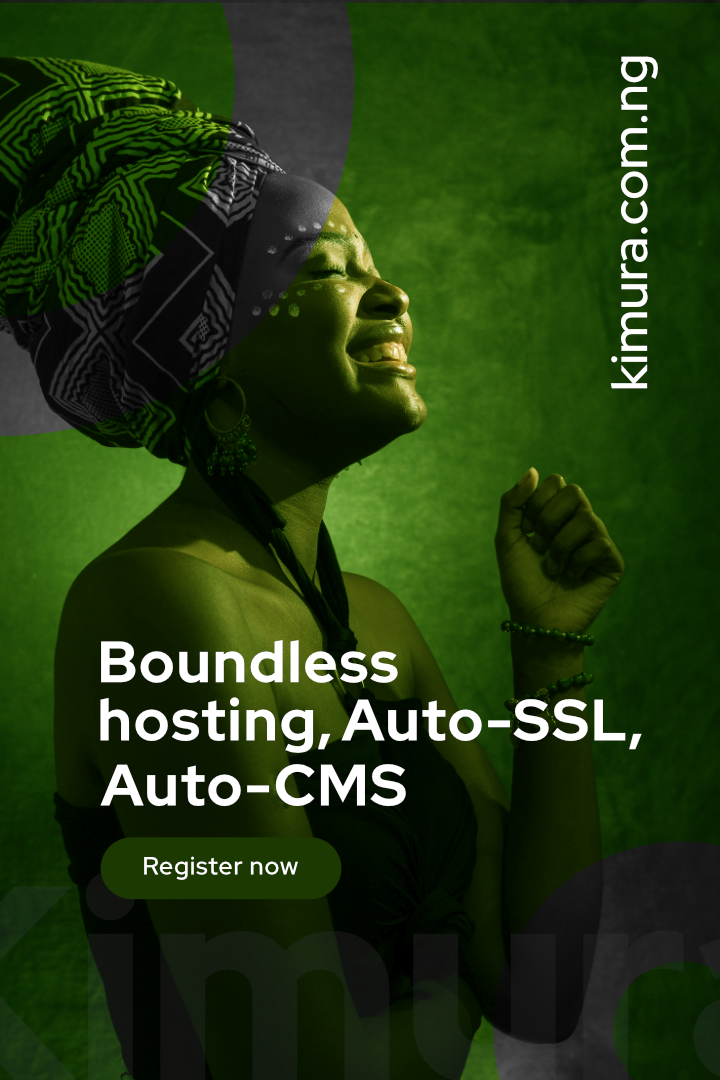 kimura.com.ng
Boundless
hosting, Auto-SSL,
Auto-CMS
Register now
kimura